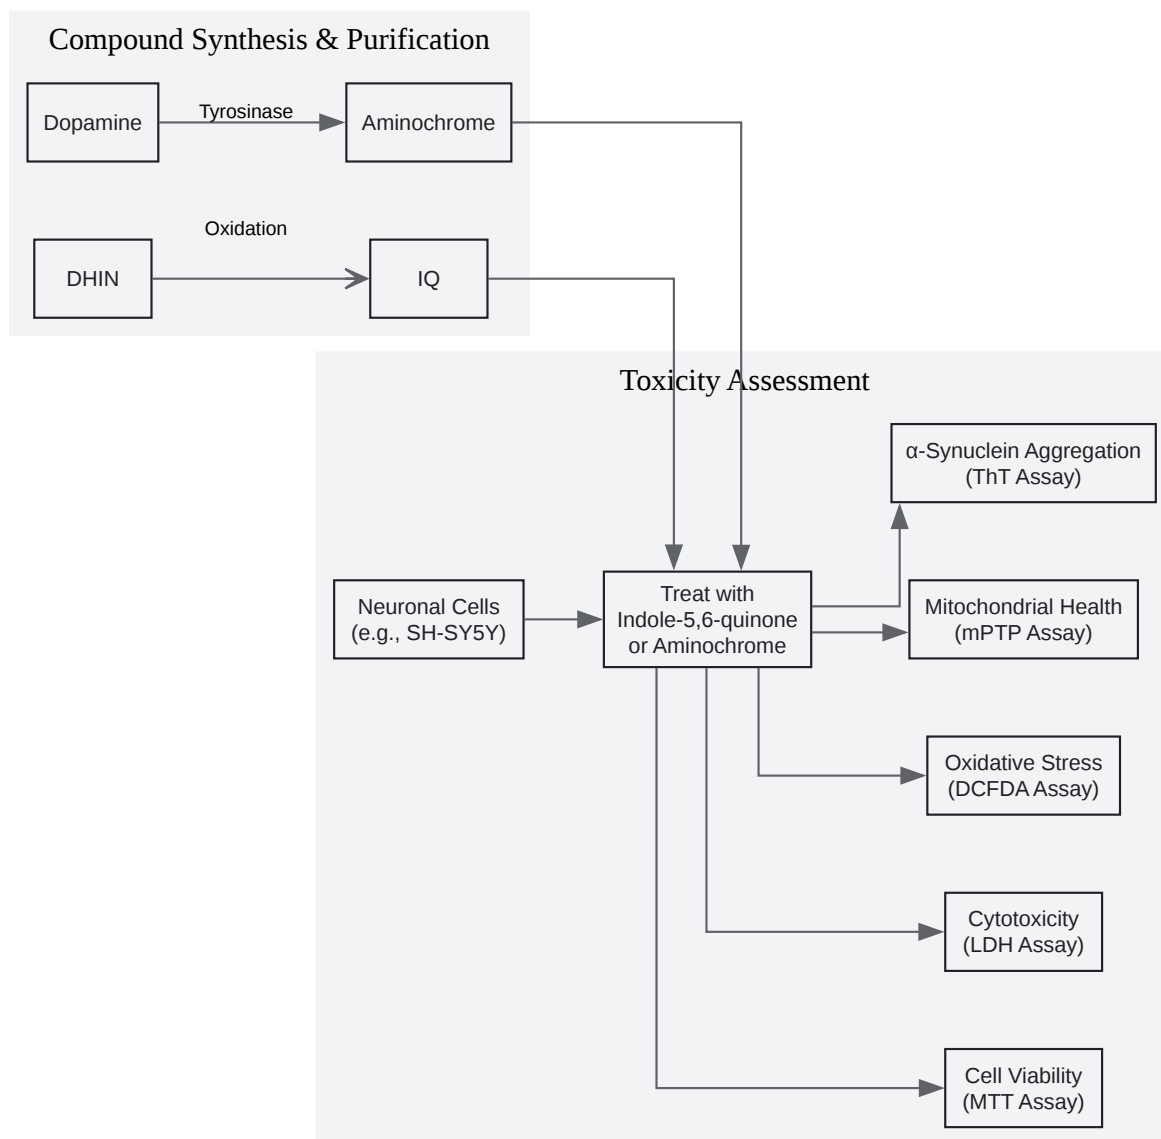 Compound Synthesis & Purification
Dopamine
Tyrosinase
Aminochrome
Oxidation
DHIN
IQ
Toxicity Assessment
α-Synuclein Aggregation
(ThT Assay)
Neuronal Cells
(e.g., SH-SY5Y)
Treat with
Indole-5,6-quinone
or Aminochrome
Mitochondrial Health
(mPTP Assay)
Oxidative Stress
(DCFDA Assay)
Cytotoxicity
(LDH Assay)
Cell Viability
(MTT Assay)